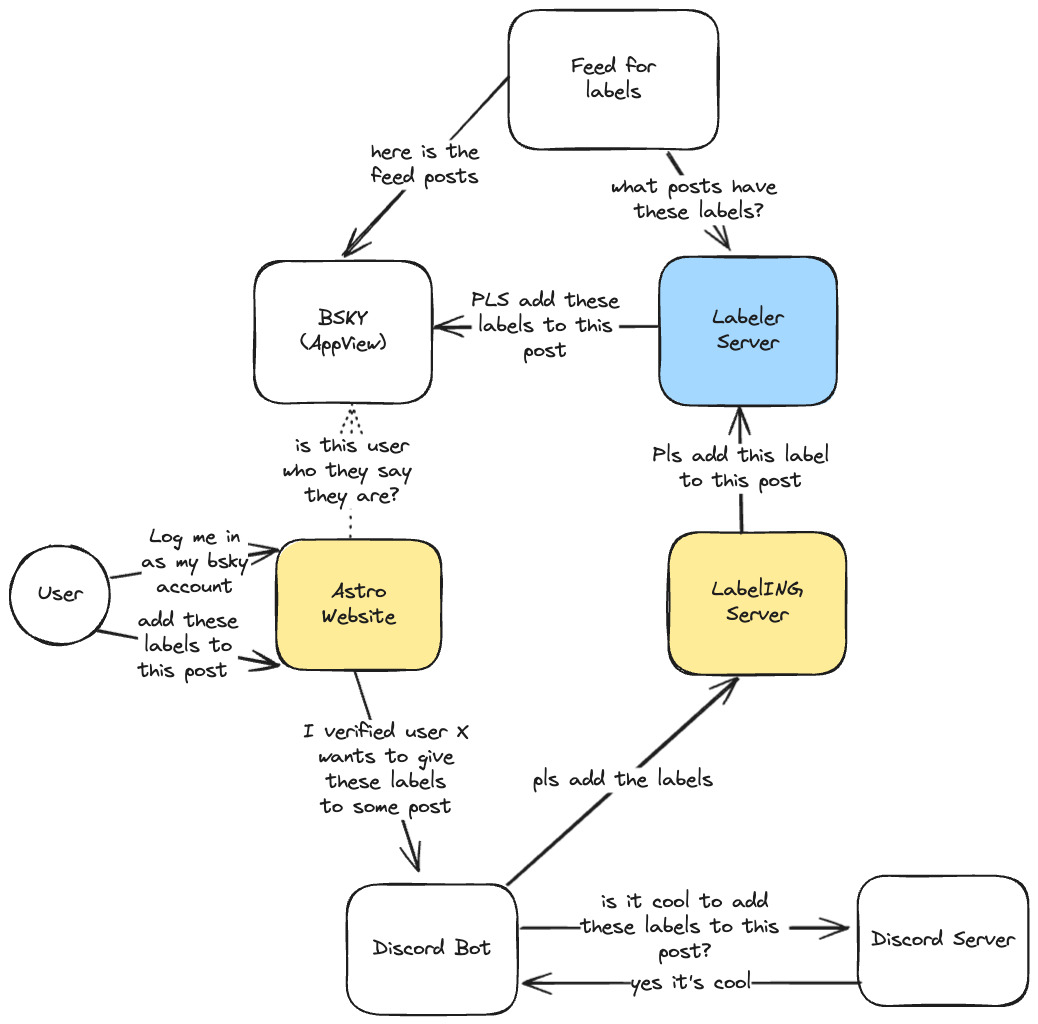 Feed for
labels
here is the
feed posts
what posts have
these labels?
BSKY
(AppView)
PLS add these
labels to this
post
Labeler
Server
is this user
who they say
they are?
Pls add this label
to this post
User
Log me in
as my bsky
account
add these
labels to
this post
Astro
Website
LabelING
Server
I verified user X
wants to give
these labels
to some post
pls add the labels
Discord Bot
is it cool to add
these labels to this
post?
yes it's cool
Discord Server